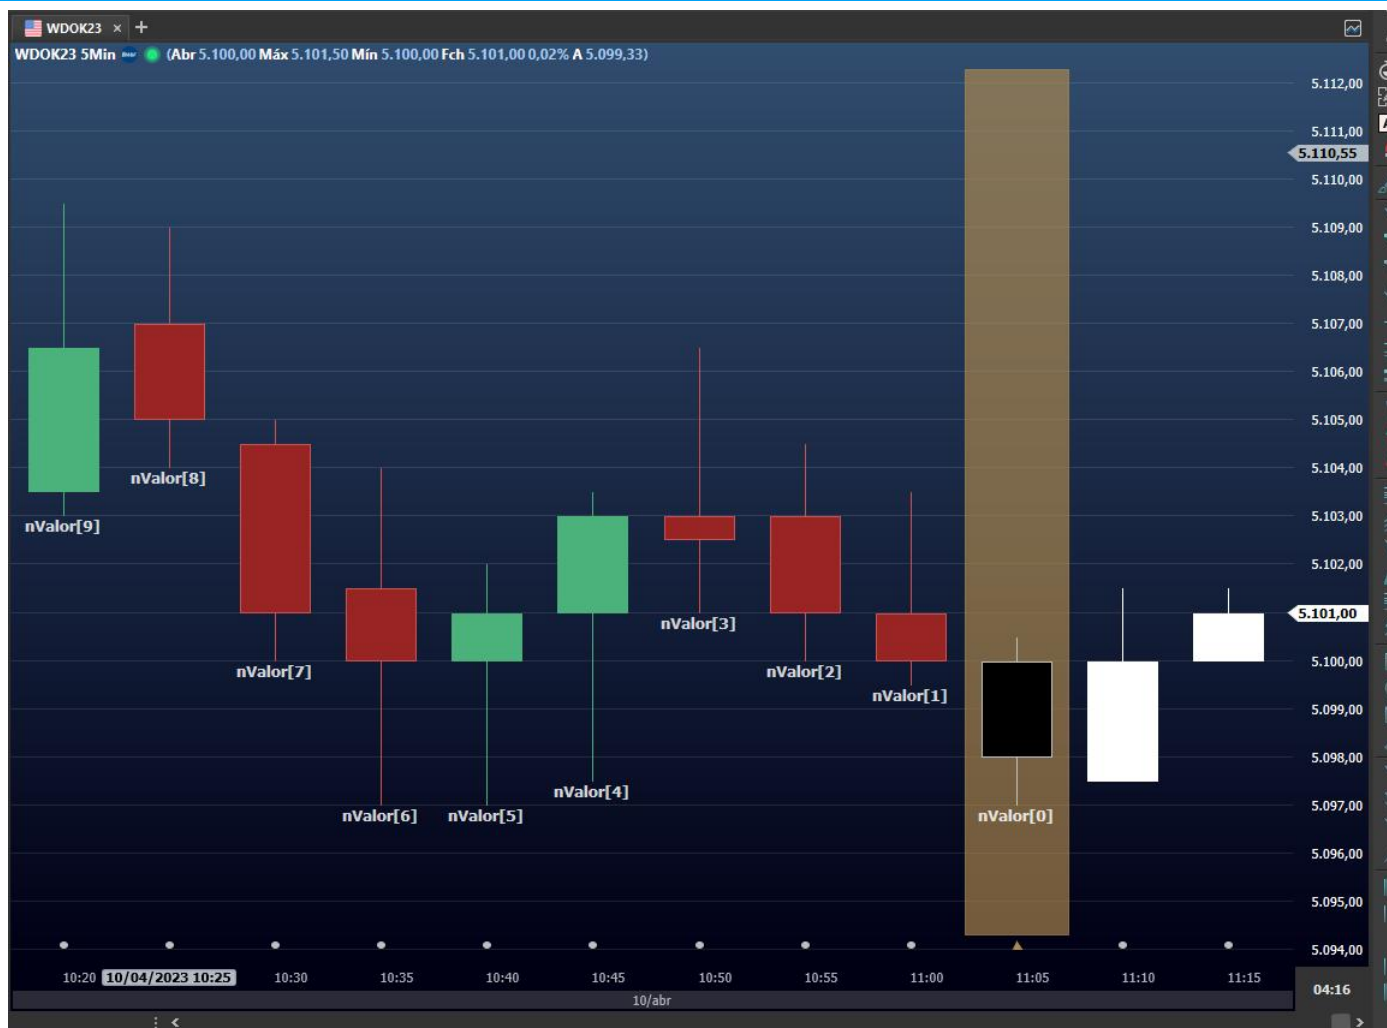 WDOK23 × +
WDOK23 5Min (Abr 5.100,00 Máx 5.101,50 Mín 5.100,00 Fch 5.101,00 0,02% A 5.099,33)
5.112,00
5.111,00
5.110,55
5.110,00
5.109,00
5.108,00
5.107,00
5.106,00
5.105,00
5.104,00
nValor[8]
5.103,00
nValor[9]
5.102,00
5.101,00
nValor[3]
5.100,00
nValor[7]
nValor[2]
nValor[1]
5.099,00
5.098,00
nValor[4]
5.097,00
nValor[6]
nValor[5]
nValor[0]
5.096,00
5.095,00
5.094,00
10:20 10/04/2023 10:25 10:30 10:35 10:40 10:45 10:50 10:55 11:00 11:05 11:10 11:15
04:16
10/abr